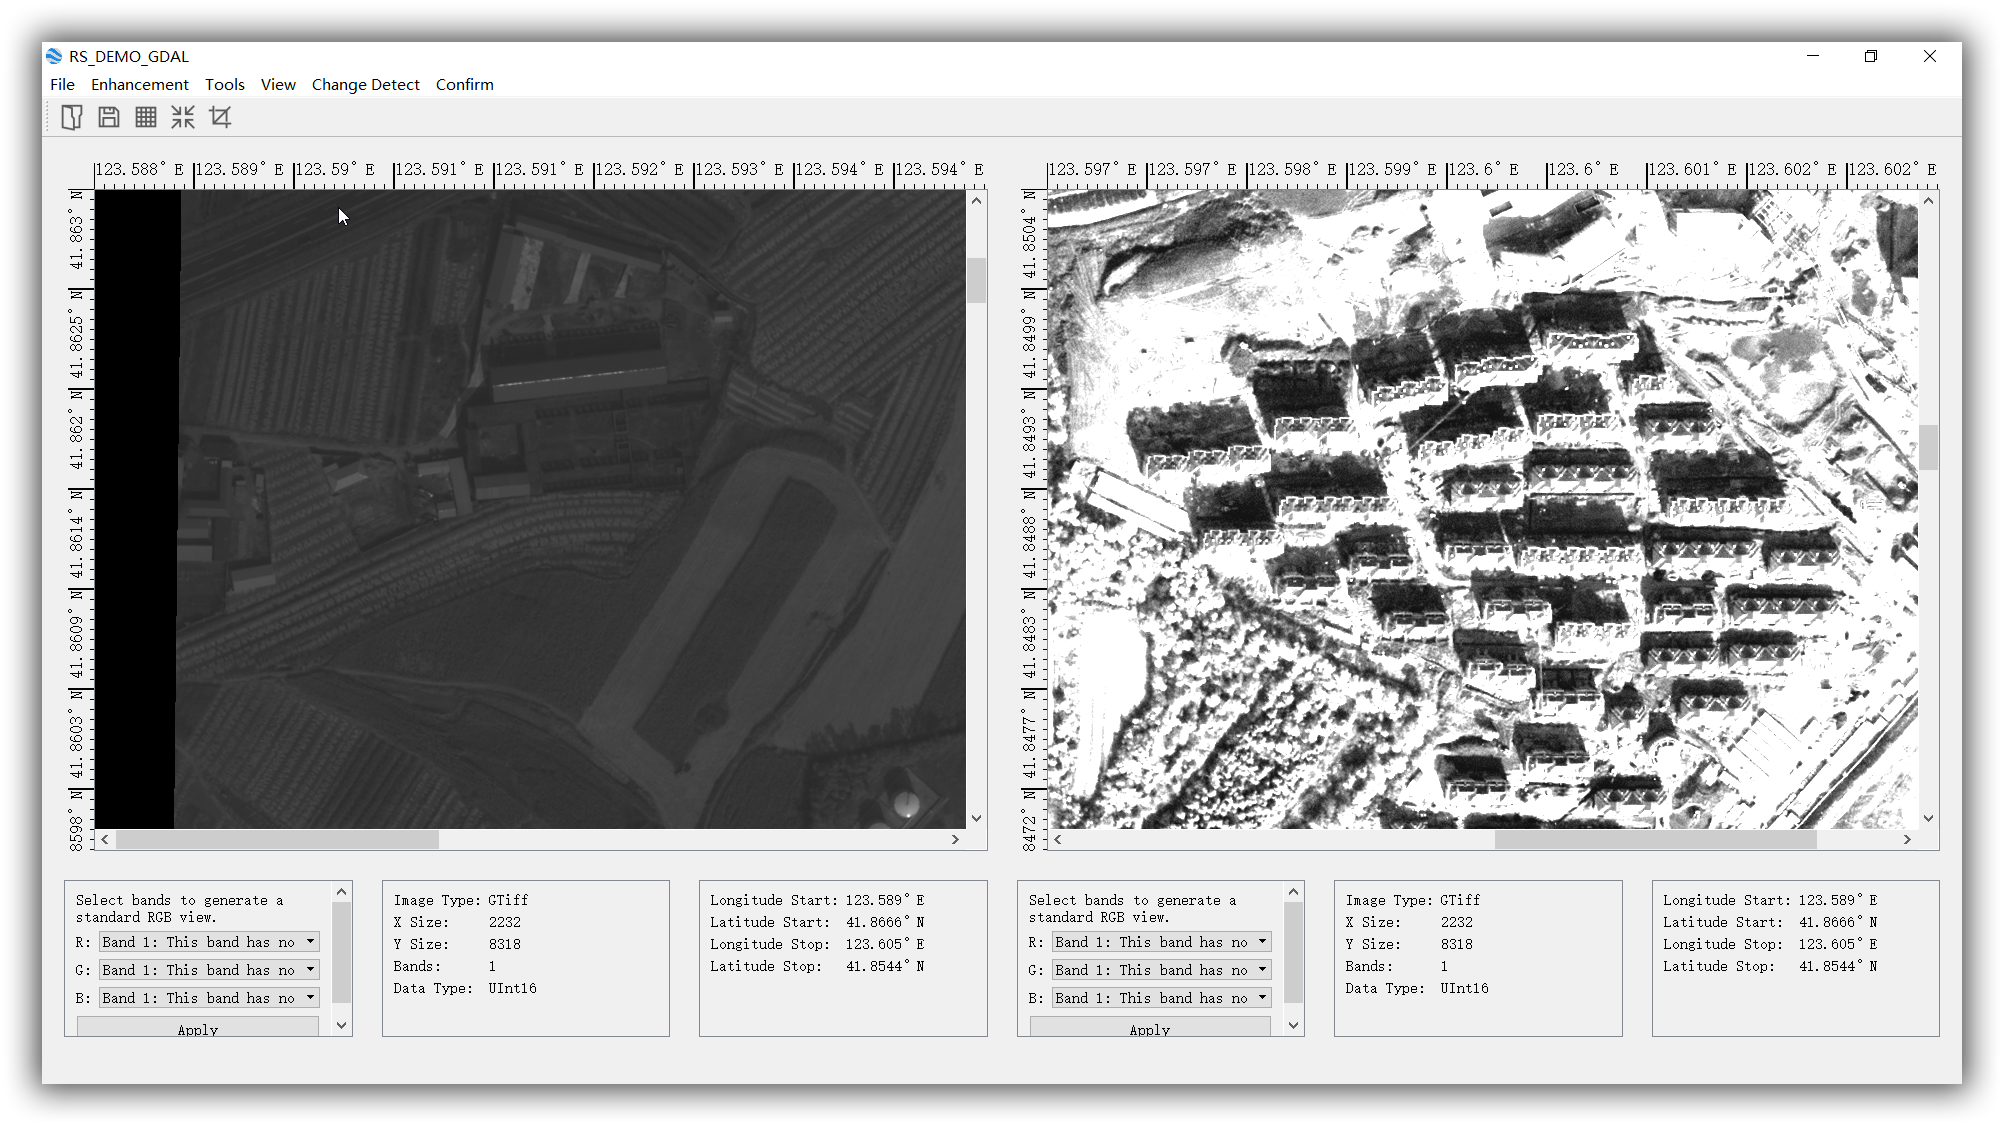 RS_DEMO_GDAL
File Enhancement Tools View Change Detect Confirm
123.588° E 123.589° E 123.59° E 123.591° E 123.591° E 123.592° E 123.593° E 123.594° E 123.594° E
41.863° N
41.8625° N
41.862° N
41.8614° N
41.8609° N
41.8603° N
8598° N
123.597° E 123.597° E 123.598° E 123.599° E 123.6° E 123.6° E 123.601° E 123.602° E 123.602° E
41.8504° N
41.8499° N
41.8493° N
41.8488° N
41.8483° N
41.8477° N
8472° N
Select bands to generate a
standard RGB view.
R: Band 1: This band has no
G: Band 1: This band has no
B: Band 1: This band has no
Apply
Image Type: GTiff
X Size: 2232
Y Size: 8318
Bands: 1
Data Type: UInt16
Longitude Start: 123.589° E
Latitude Start: 41.8666° N
Longitude Stop: 123.605° E
Latitude Stop: 41.8544° N
Select bands to generate a
standard RGB view.
R: Band 1: This band has no
G: Band 1: This band has no
B: Band 1: This band has no
Apply
Image Type: GTiff
X Size: 2232
Y Size: 8318
Bands: 1
Data Type: UInt16
Longitude Start: 123.589° E
Latitude Start: 41.8666° N
Longitude Stop: 123.605° E
Latitude Stop: 41.8544° N